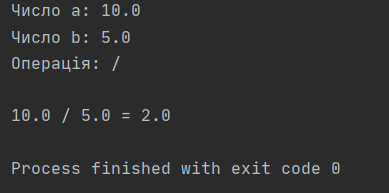 Число a: 10.0
Число b: 5.0
Операція: /
10.0 / 5.0 = 2.0
Process finished with exit code 0